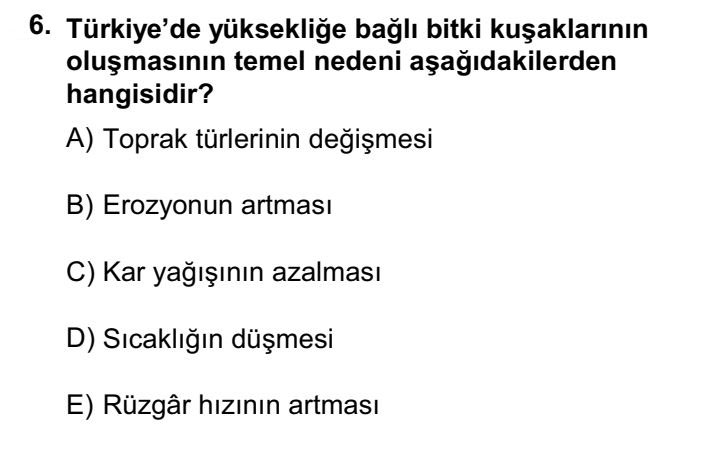 6. Türkiye’de yüksekliğe bağlı bitki kuşaklarının
oluşmasının temel nedeni aşağıdakilerden
hangisidir?
A) Toprak türlerinin değişmesi
B) Erozyonun artması
C) Kar yağışının azalması
D) Sıcaklığın düşmesi
E) Rüzgâr hızının artması